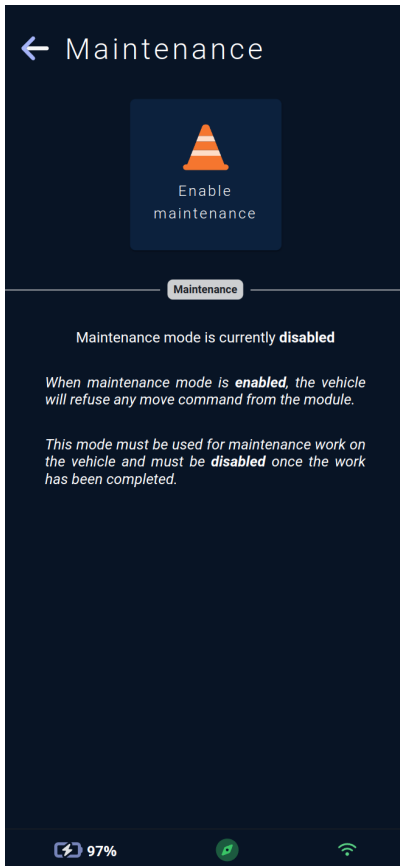 Maintenance
Enable
maintenance
Maintenance
Maintenance mode is currently disabled
When maintenance mode is enabled, the vehicle
will refuse any move command from the module.
This mode must be used for maintenance work on
the vehicle and must be disabled once the work
has been completed.
97%